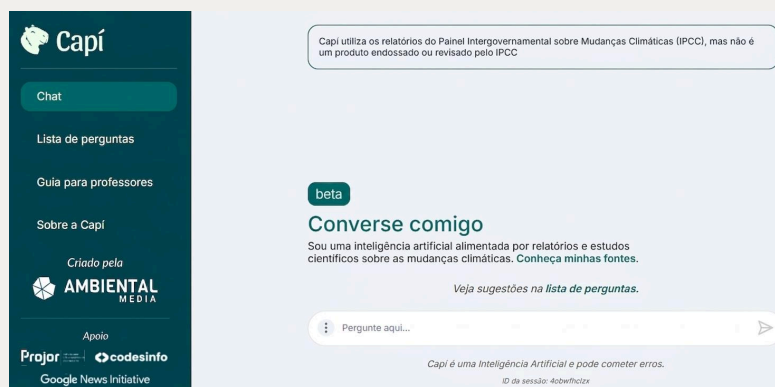 Capí
Chat
Lista de perguntas
Guia para professores
Sobre a Capí
Criado pela
AMBIENTAL
MEDIA
Apoio
Projor
codesinfo
Google News Initiative
Capí utiliza os relatórios do Painel Intergovernamental sobre Mudanças Climáticas (IPCC), mas não é
um produto endossado ou revisado pelo IPCC
beta
Converse comigo
Sou uma inteligência artificial alimentada por relatórios e estudos
científicos sobre as mudanças climáticas. Conheça minhas fontes.
Veja sugestões na lista de perguntas.
Pergunte aqui...
Capí é uma Inteligência Artificial e pode cometer erros.
ID da sessão: 4obwfhclzx